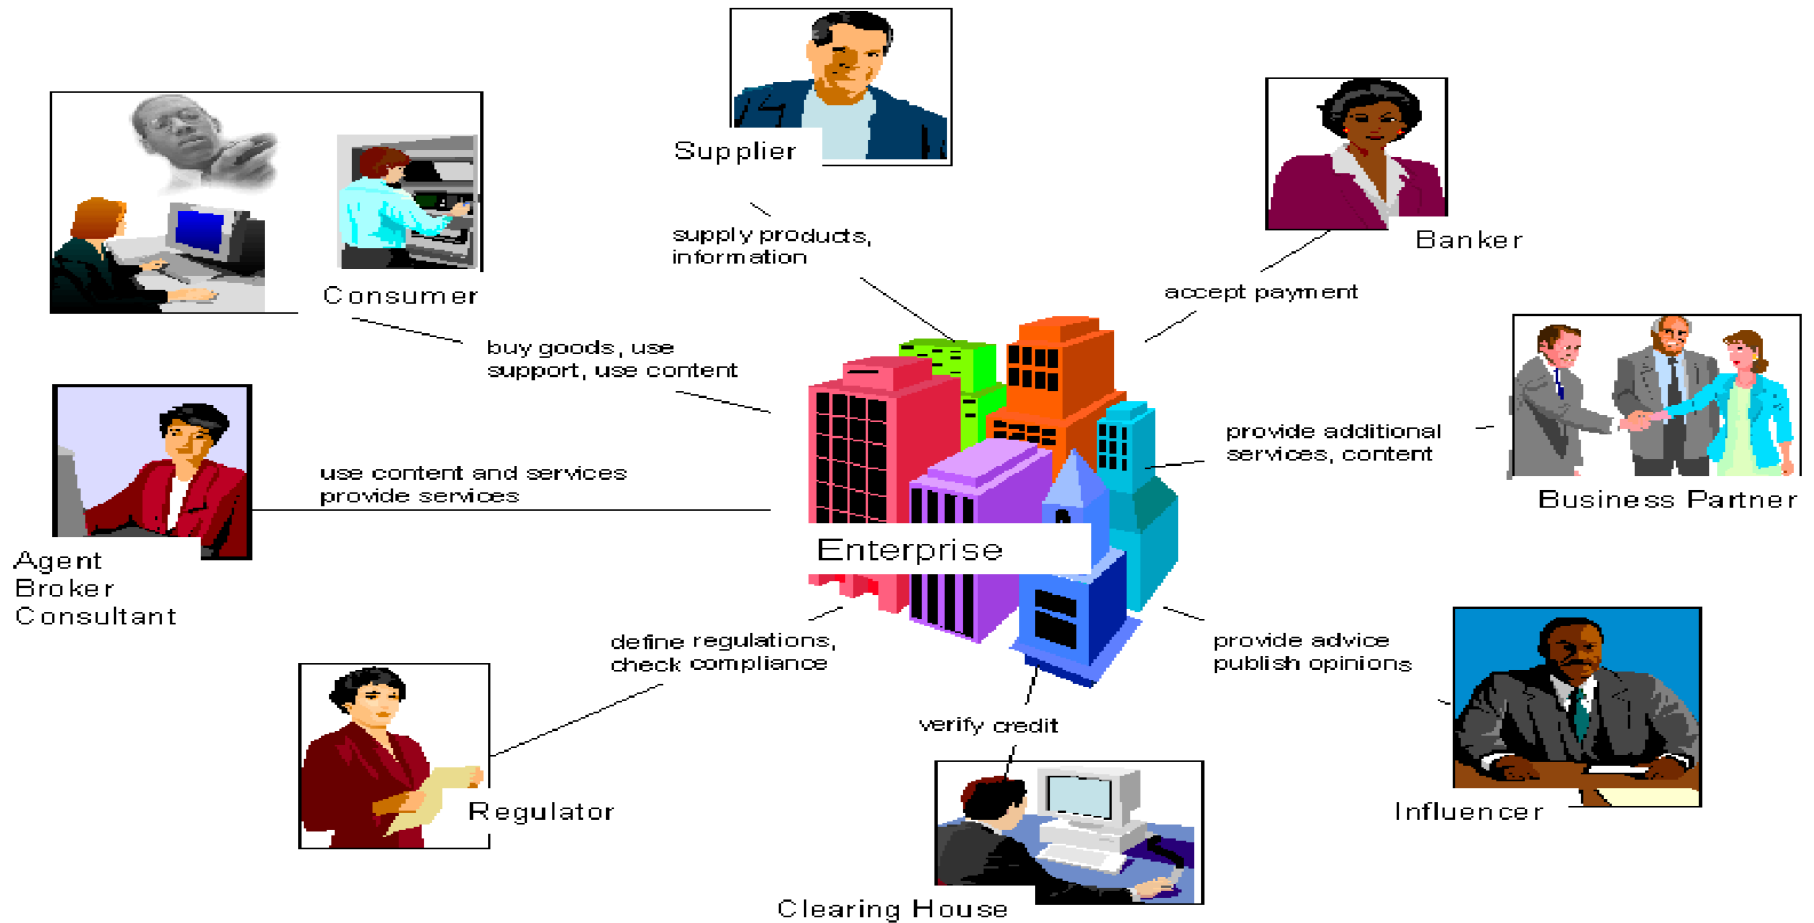 Supplier
supply products,
information
Banker
accept payment
Consumer
buy goods, use
support, use content
provide additional
services, content
Business Partner
use content and services
provide services
Agent
Broker
Consultant
Enterprise
define regulations,
check compliance
Regulator
verify credit
Clearing House
provide advice
publish opinions
Influencer